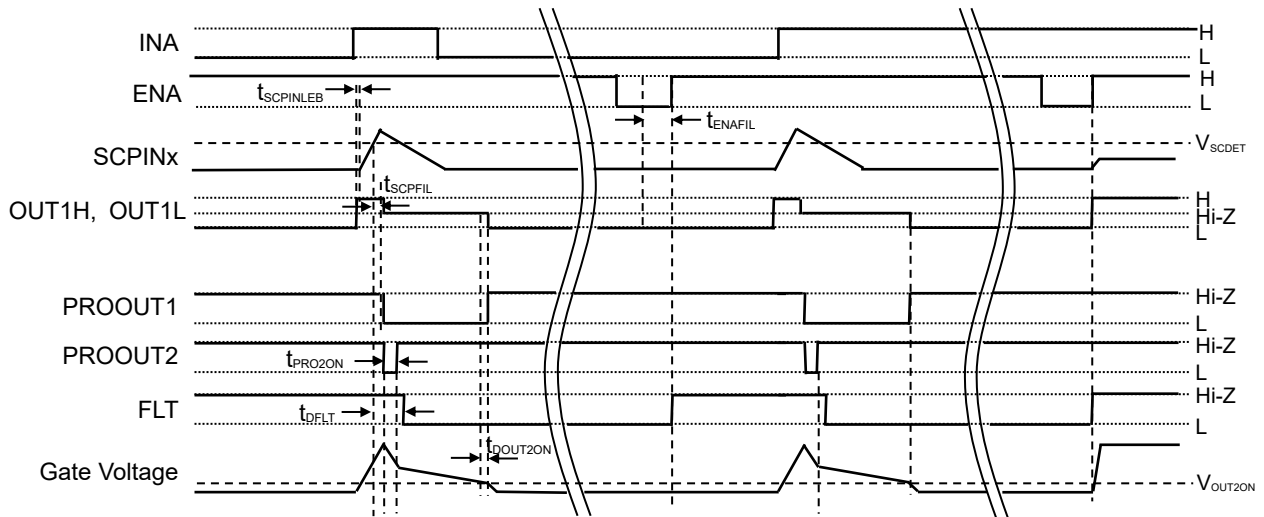 INA
H
L
ENA
H
L
tSCPINLEB
tENAFIL
SCPINx
VSCDET
tSCPFIL
OUT1H, OUT1L
H
Hi-Z
L
PROOUT1
Hi-Z
L
PROOUT2
Hi-Z
L
tPRO2ON
FLT
Hi-Z
L
tDFLT
tDOUT2ON
Gate Voltage
VOUT2ON